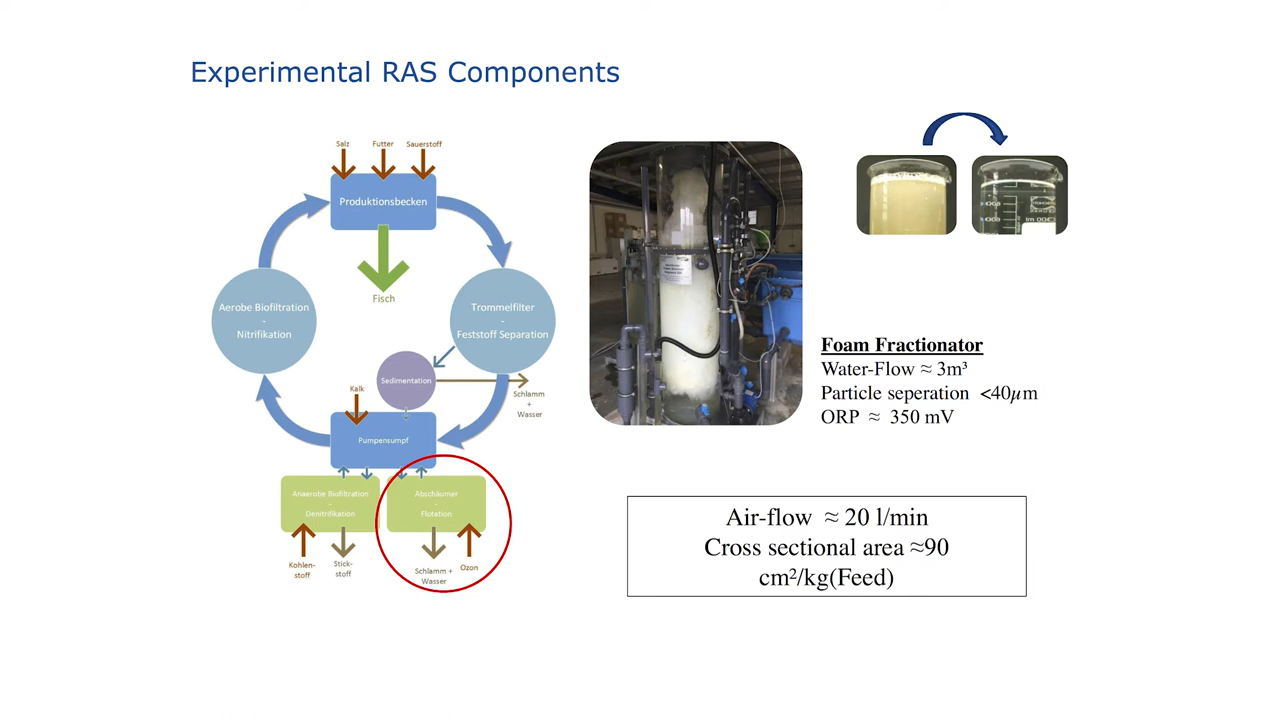 Experimental RAS Components
Salz
Futter
Sauerstoff
Produktionsbecken
Fisch
Aerobe Biofiltration
-
Nitrifikation
Trommelfilter
-
Feststoff Separation
Sedimentation
Schlamm
+
Wasser
Kalk
Pumpensumpf
Anaerobe Biofiltration
-
Denitrifikation
Abschäumer
-
Flotation
Kohlen-
stoff
Stick-
stoff
Schlamm +
Wasser
Ozon
Foam Fractionator
Water-Flow ≈ 3m³
Particle seperation <40µm
ORP ≈ 350 mV
Air-flow ≈ 20 l/min
Cross sectional area ≈90
cm²/kg(Feed)